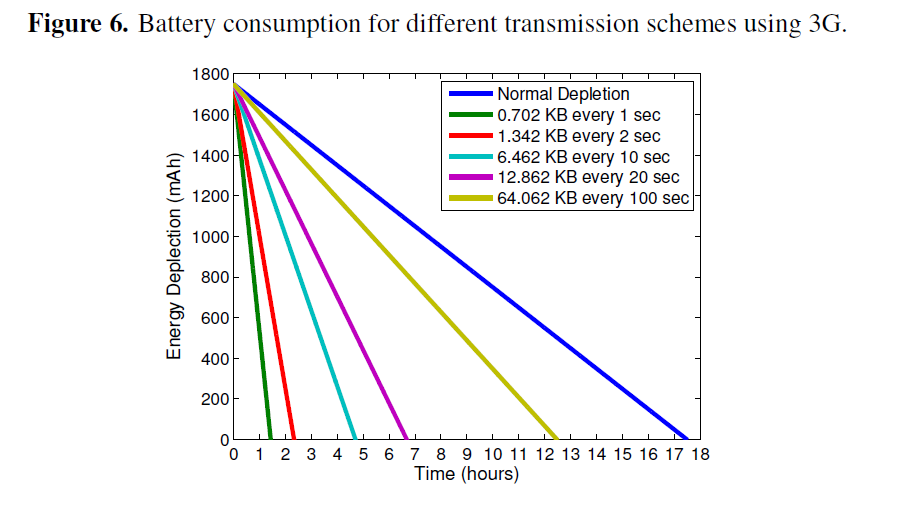 Figure 6. Battery consumption for different transmission schemes using 3G.
1800
1600
1400
1200
1000
800
600
400
200
0
Energy Deplection (mAh)
Normal Depletion
0.702 KB every 1 sec
1.342 KB every 2 sec
6.462 KB every 10 sec
12.862 KB every 20 sec
64.062 KB every 100 sec
0 1 2 3 4 5 6 7 8 9 10 11 12 13 14 15 16 17 18
Time (hours)